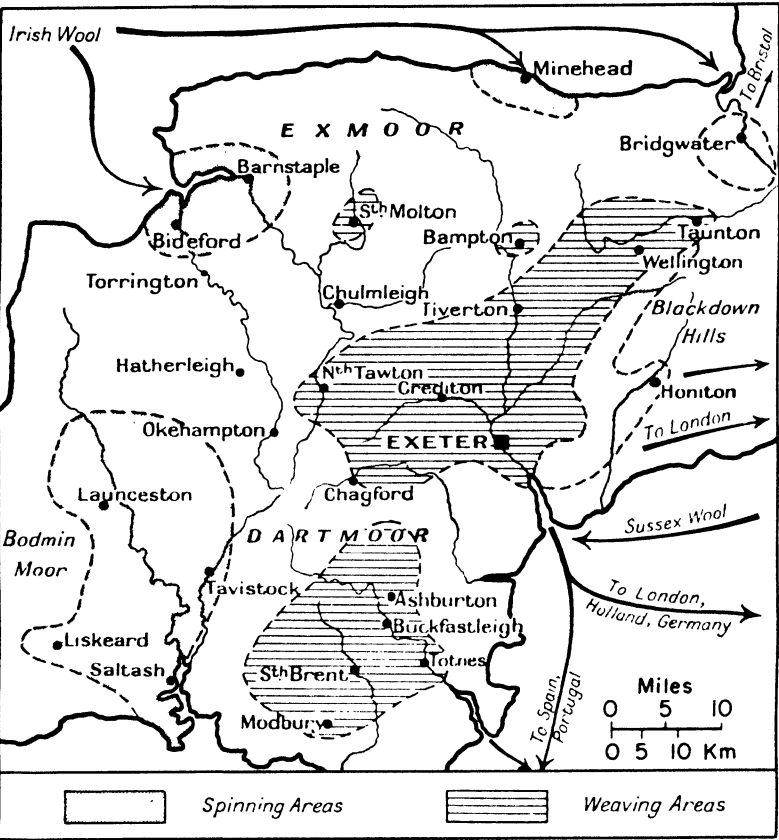 Irish Wool
Minehead
To Bristol
EXMOOR
Bridgwater
Barnstaple
Sth Molton
Bideford
Bampton
Taunton
Wellington
Torrington
Chulmleigh
Tiverton
Blackdown
Hills
Hatherleigh
Nth Tawton
Crediton
Honiton
Okehampton
EXETER
To London
Launceston
Chagford
Sussex Wool
Bodmin
Moor
DARTMOOR
Tavistock
Ashburton
To London,
Holland, Germany
Buckfastleigh
Liskeard
Saltash
Sth Brent
Totnes
Modbury
To Spain,
Portugal
Miles
0 5 10
0 5 10 Km
Spinning Areas
Weaving Areas